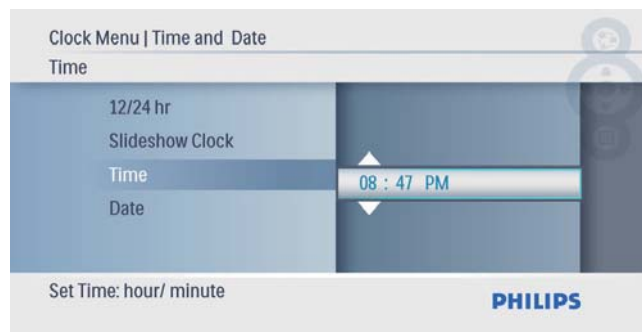 Clock Menu | Time and Date
Time
12/24 hr
Slideshow Clock
Time
08 : 47 PM
Date
Set Time: hour/ minute
PHILIPS